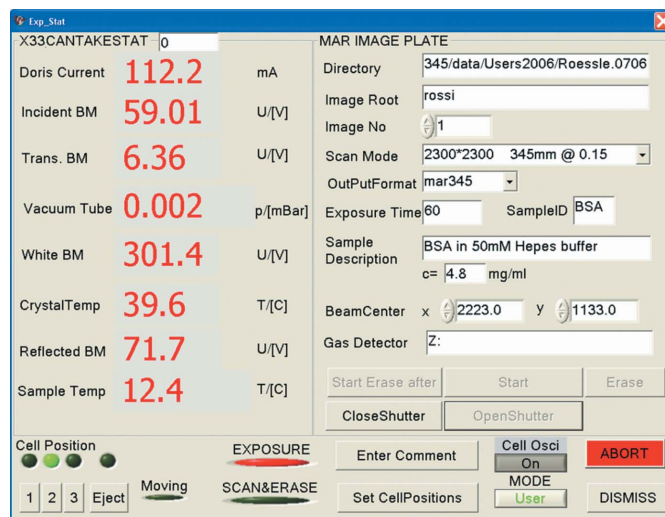 Exp_Stat
X33CANTAKESTAT 0
Doris Current 112.2 mA
Incident BM 59.01 U/[V]
Trans. BM 6.36 U/[V]
Vacuum Tube 0.002 p/[mBar]
White BM 301.4 U/[V]
CrystalTemp 39.6 T/[C]
Reflected BM 71.7 U/[V]
Sample Temp 12.4 T/[C]
MAR IMAGE PLATE
Directory 345/data/Users2006/Roessle.0706
Image Root rossi
Image No 1
Scan Mode 2300*2300 345mm @ 0.15
OutPutFormat mar345
Exposure Time 60 SampleID BSA
Sample Description BSA in 50mM Hepes buffer
c= 4.8 mg/ml
BeamCenter x 2223.0 y 1133.0
Gas Detector Z:
Start Erase after Start Erase
CloseShutter OpenShutter
Cell Position
1 2 3 Eject
Moving
EXPOSURE
SCAN&ERASE
Enter Comment
Set CellPositions
Cell Osci
On
MODE
User
ABORT
DISMISS